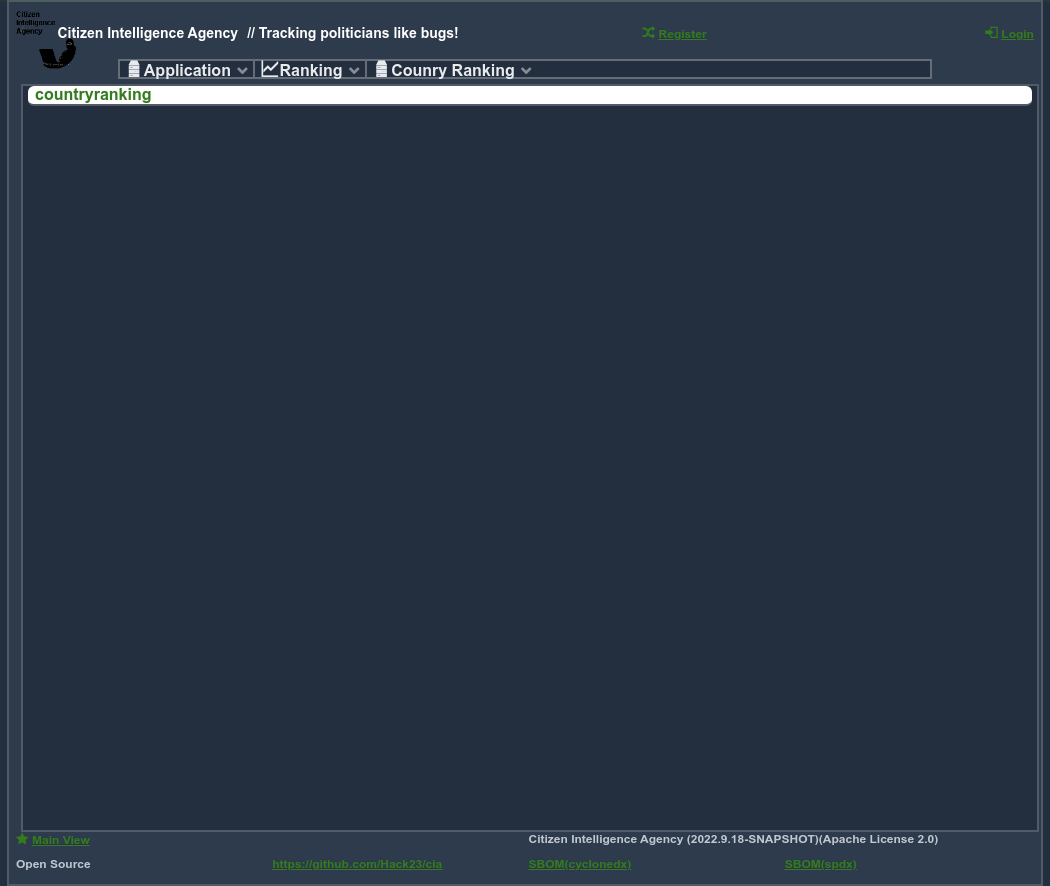 Citizen
Intelligence
Agency
Citizen Intelligence Agency // Tracking politicians like bugs!
Register
Login
Application
Ranking
Counry Ranking
countryranking
Main View
Citizen Intelligence Agency (2022.9.18-SNAPSHOT)(Apache License 2.0)
Open Source
https://github.com/Hack23/cia
SBOM(cyclonedx)
SBOM(spdx)